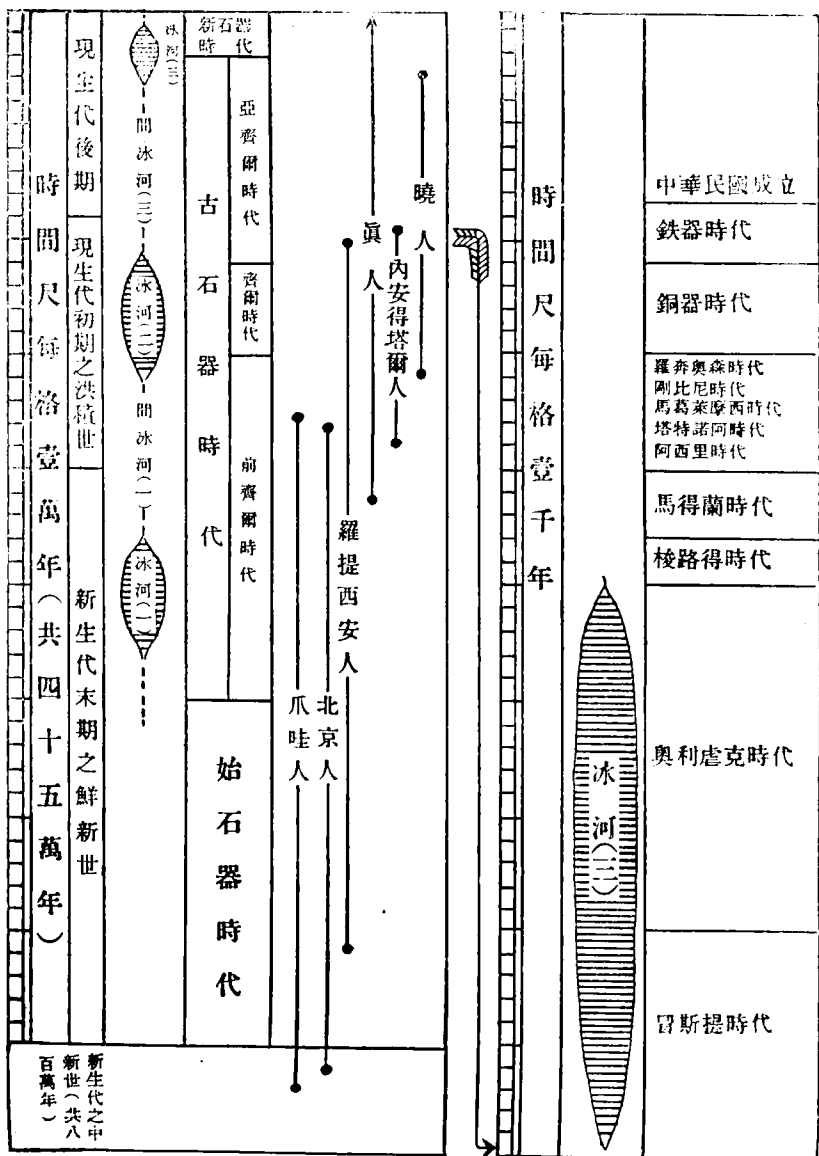 時間尺每格壹萬年(共四十五萬年)
現生代後期
現生代初期之洪積世
新生代末期之鮮新世
新生代之中
新世(共八
百萬年)
冰河(三)
間冰河(三)
冰河(二)
間冰河(一)
冰河(一)
新石器
時代
古石器時代
始石器時代
亞齊爾時代
齊爾時代
前齊爾時代
爪哇人
北京人
羅提西安人
眞人
內安得塔爾人
曉人
時間尺每格壹千年
冰河(三)
中華民國成立
鉄器時代
銅器時代
羅奔奧森時代
剛比尼時代
馬葛萊摩西時代
塔特諾阿時代
阿西里時代
馬得蘭時代
梭路得時代
奧利虐克時代
冒斯提時代